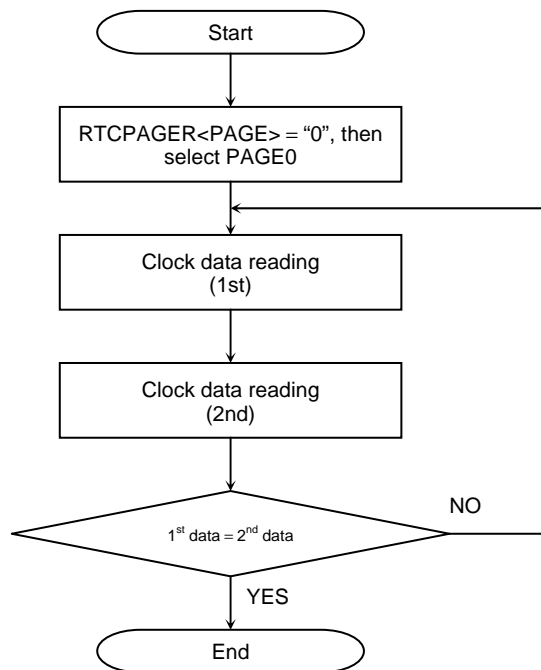 Start
RTCPAGER<PAGE> = “0”, then
select PAGE0
Clock data reading
(1st)
Clock data reading
(2nd)
1st data = 2nd data
NO
YES
End